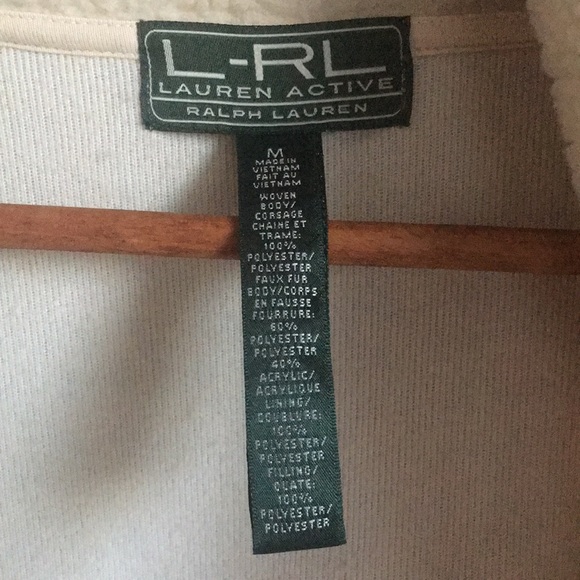 L-RL
LAUREN ACTIVE
RALPH LAUREN
M
MADE IN
VIETNAM
FAIT AU
VIETNAM
WOVEN
BODY/
CORSAGE
CHAINE ET
TRAME:
100%
POLYESTER/
POLYESTER
FAUX FUR
BODY/CORPS
EN FAUSSE
FOURRURE:
60%
POLYESTER/
POLYESTER
40%
ACRYLIC/
ACRYLIQUE
LINING/
DOUBLURE:
100%
POLYESTER/
POLYESTER
FILLING/
OUATE:
100%
POLYESTER/
POLYESTER